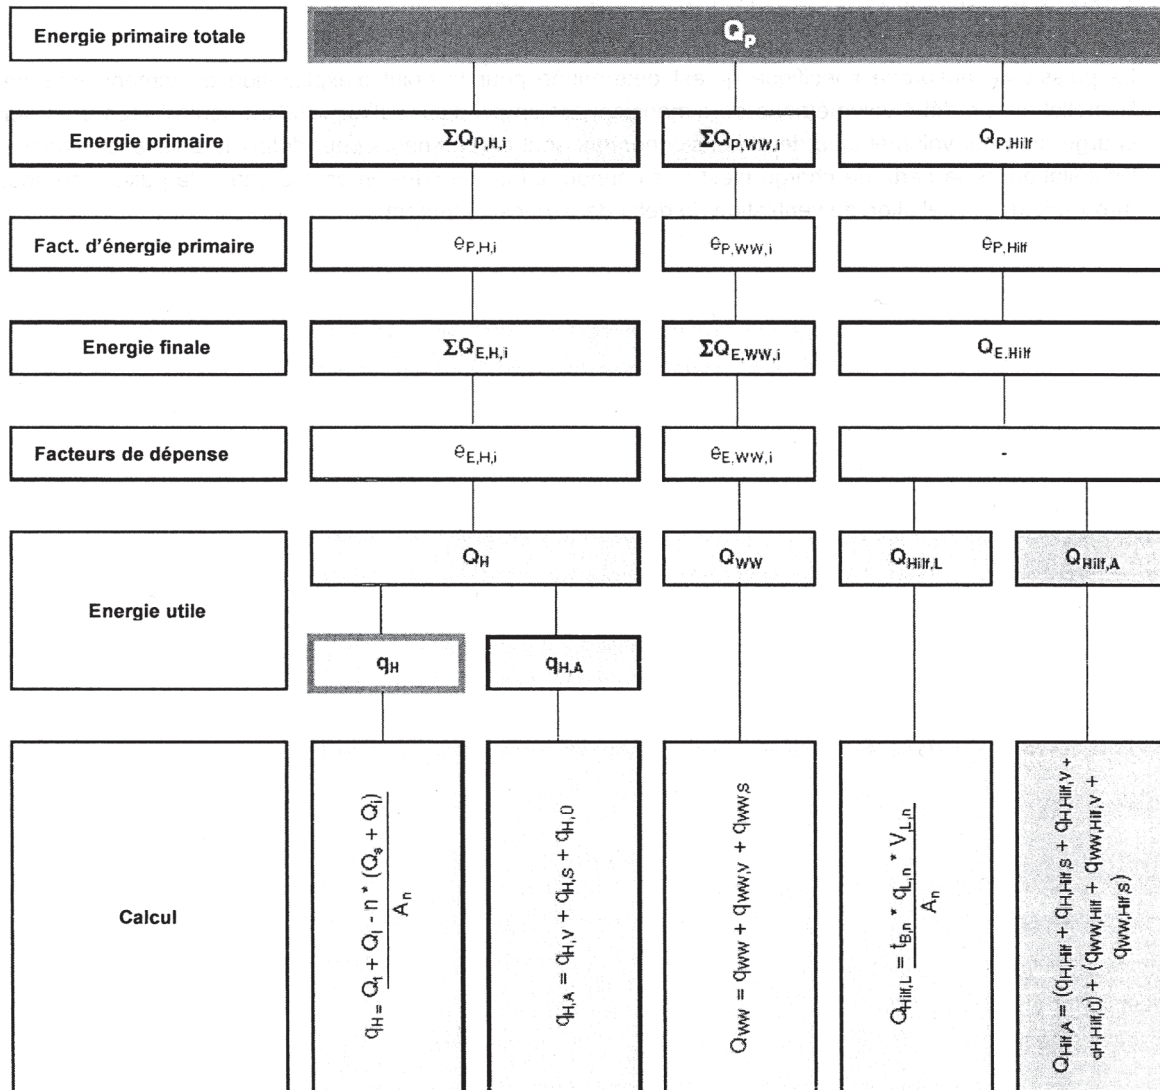 Energie primaire totale
Q_p
Energie primaire
ΣQ_P,H,i
ΣQ_P,WW,i
Q_P,Hilf
Fact. d'énergie primaire
e_P,H,i
e_P,WW,i
e_P,Hilf
Energie finale
ΣQ_E,H,i
ΣQ_E,WW,i
Q_E,Hilf
Facteurs de dépense
e_E,H,i
e_E,WW,i
-
Energie utile
Q_H
Q_WW
Q_Hilf,L
Q_Hilf,A
q_H
q_H,A
Calcul
q_H = Q_t + Q_l - n * (Q_s + Q_i)
A_n
q_H,A = q_H,V + q_H,S + q_H,0
Q_WW = q_WW + q_WW,V + q_WW,S
Q_Hilf,L = t_B,n * q_L,n * V_L,n
A_n
Q_Hilf,A = (q_H,Hilf + q_H,Hilf,S + q_H,Hilf,V +
q_H,Hilf,0) + (q_WW,Hilf + q_WW,Hilf,V +
q_WW,Hilf,S)